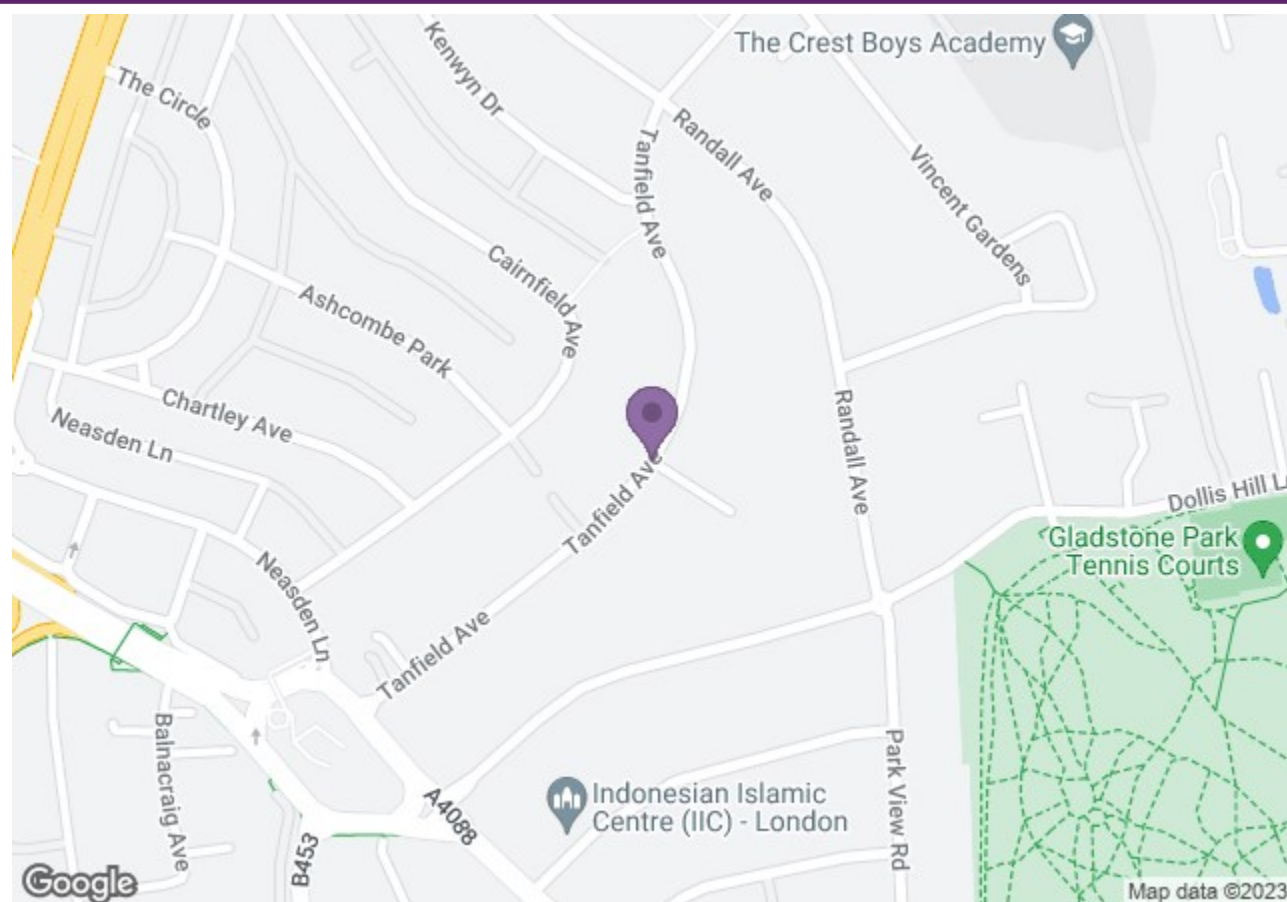 The Crest Boys Academy
Kenwyn Dr
The Circle
Tanfield Ave
Randall Ave
Vincent Gardens
Cairnfield Ave
Ashcombe Park
Chartley Ave
Neasden Ln
Randall Ave
Tanfield Ave
Dollis Hill L
Gladstone Park
Tennis Courts
Neasden Ln
Tanfield Ave
Balnacraig Ave
Park View Rd
Indonesian Islamic
Centre (IIC) - London
A4088
B453
Google
Map data ©2023